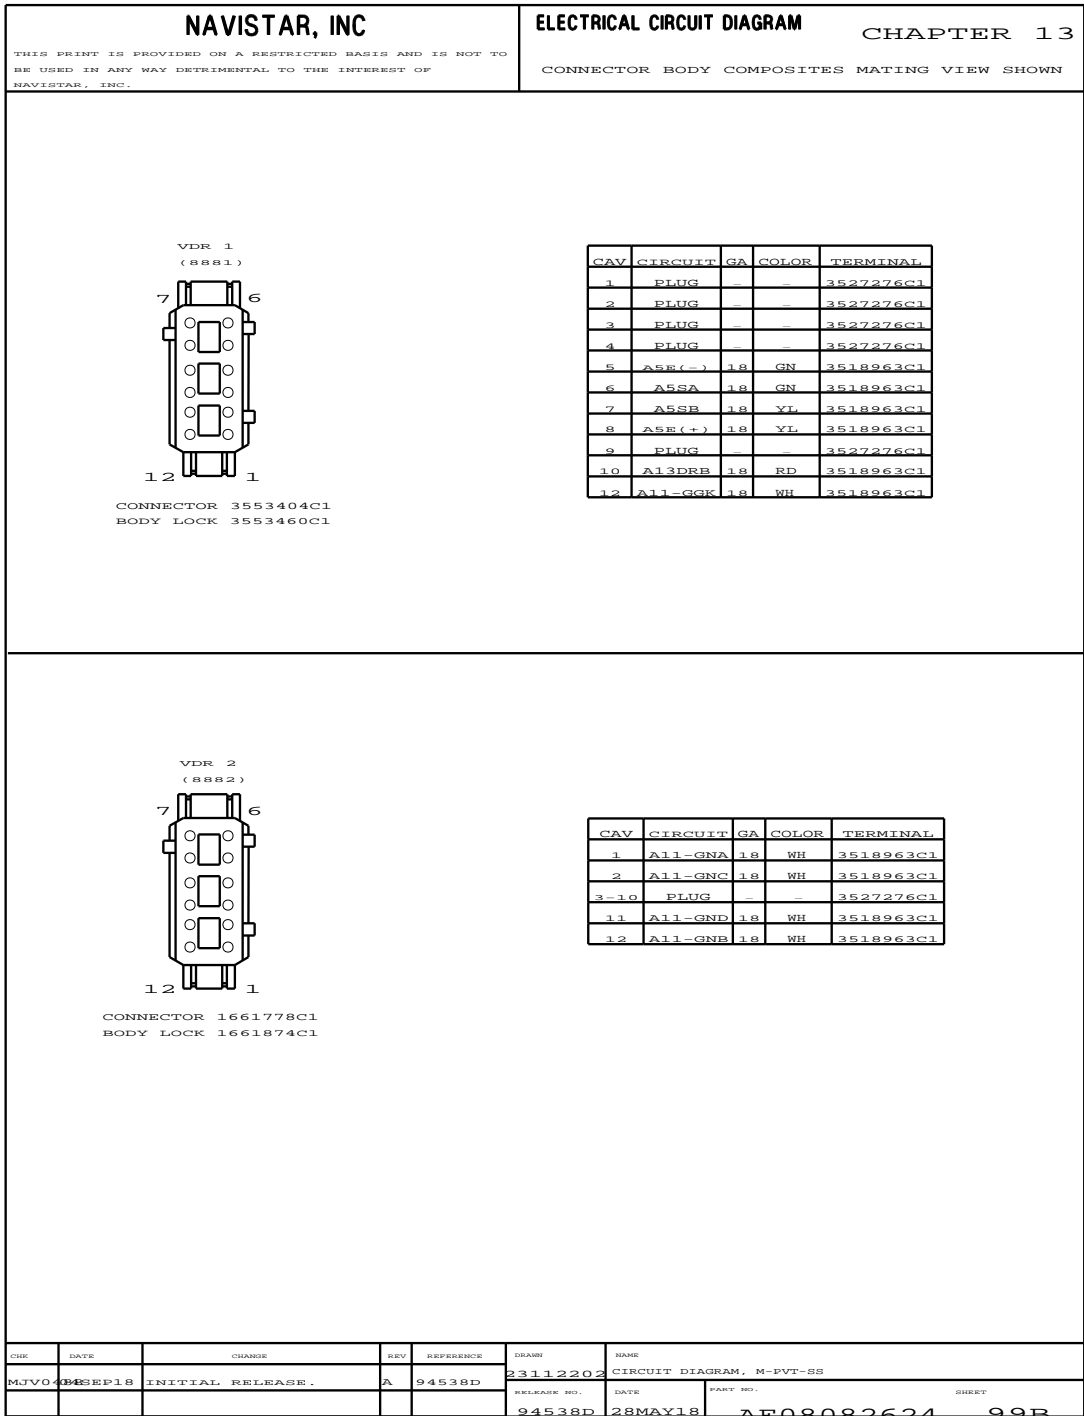 NAVISTAR, INC
THIS PRINT IS PROVIDED ON A RESTRICTED BASIS AND IS NOT TO
BE USED IN ANY WAY DETRIMENTAL TO THE INTEREST OF
NAVISTAR, INC.
ELECTRICAL CIRCUIT DIAGRAM
CHAPTER 13
CONNECTOR BODY COMPOSITES MATING VIEW SHOWN
VDR 1
(8881)
7 6
12 1
CONNECTOR 3553404C1
BODY LOCK 3553460C1
CAV CIRCUIT GA COLOR TERMINAL
1 PLUG - - 3527276C1
2 PLUG - - 3527276C1
3 PLUG - - 3527276C1
4 PLUG - - 3527276C1
5 A5E(-) 18 GN 3518963C1
6 A5SA 18 GN 3518963C1
7 A5SB 18 YL 3518963C1
8 A5E(+) 18 YL 3518963C1
9 PLUG - - 3527276C1
10 A13DRB 18 RD 3518963C1
12 A11-GGK 18 WH 3518963C1
VDR 2
(8882)
7 6
12 1
CONNECTOR 1661778C1
BODY LOCK 1661874C1
CAV CIRCUIT GA COLOR TERMINAL
1 A11-GNA 18 WH 3518963C1
2 A11-GNC 18 WH 3518963C1
3-10 PLUG - - 3527276C1
11 A11-GND 18 WH 3518963C1
12 A11-GNB 18 WH 3518963C1
CHK DATE CHANGE REV REFERENCE
INITIAL RELEASE. A 94538D
DRAWN
23112202
NAME
CIRCUIT DIAGRAM, M-PVT-SS
RELEASE NO. DATE PART NO. SHEET
94538D 28MAY18 AE08082624 99B